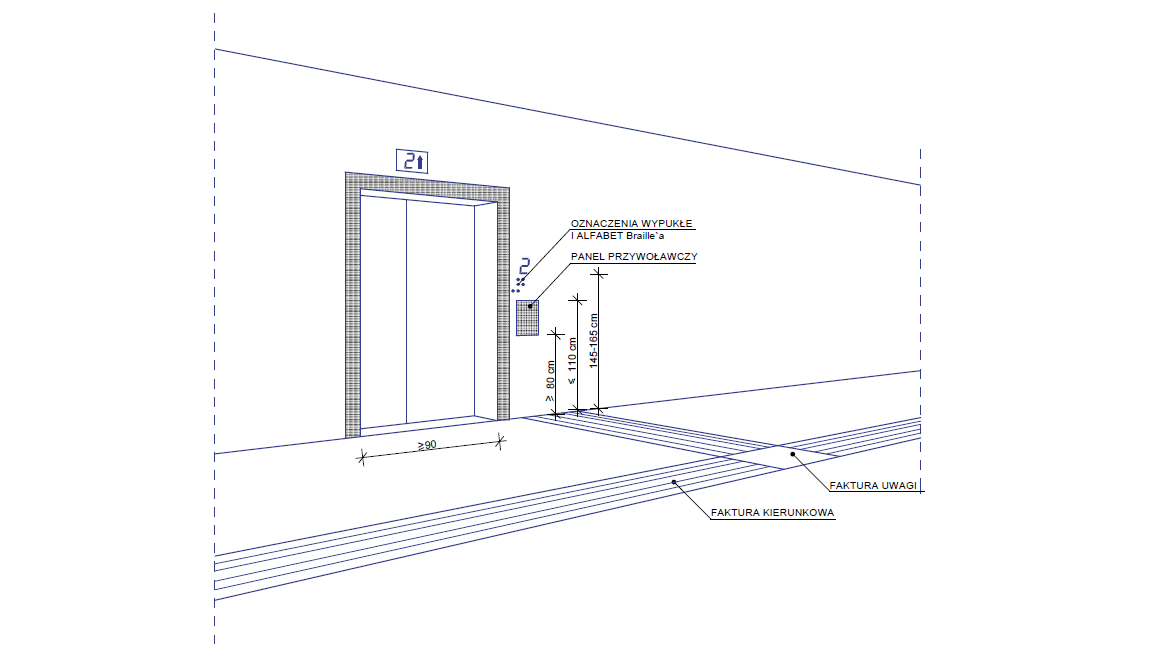 2
OZNACZENIA WYPUKŁE
I ALFABET Braille`a
PANEL PRZYWOŁAWCZY
2
145-165 cm
≤ 110 cm
≥ 80 cm
≥90
FAKTURA UWAGI
FAKTURA KIERUNKOWA